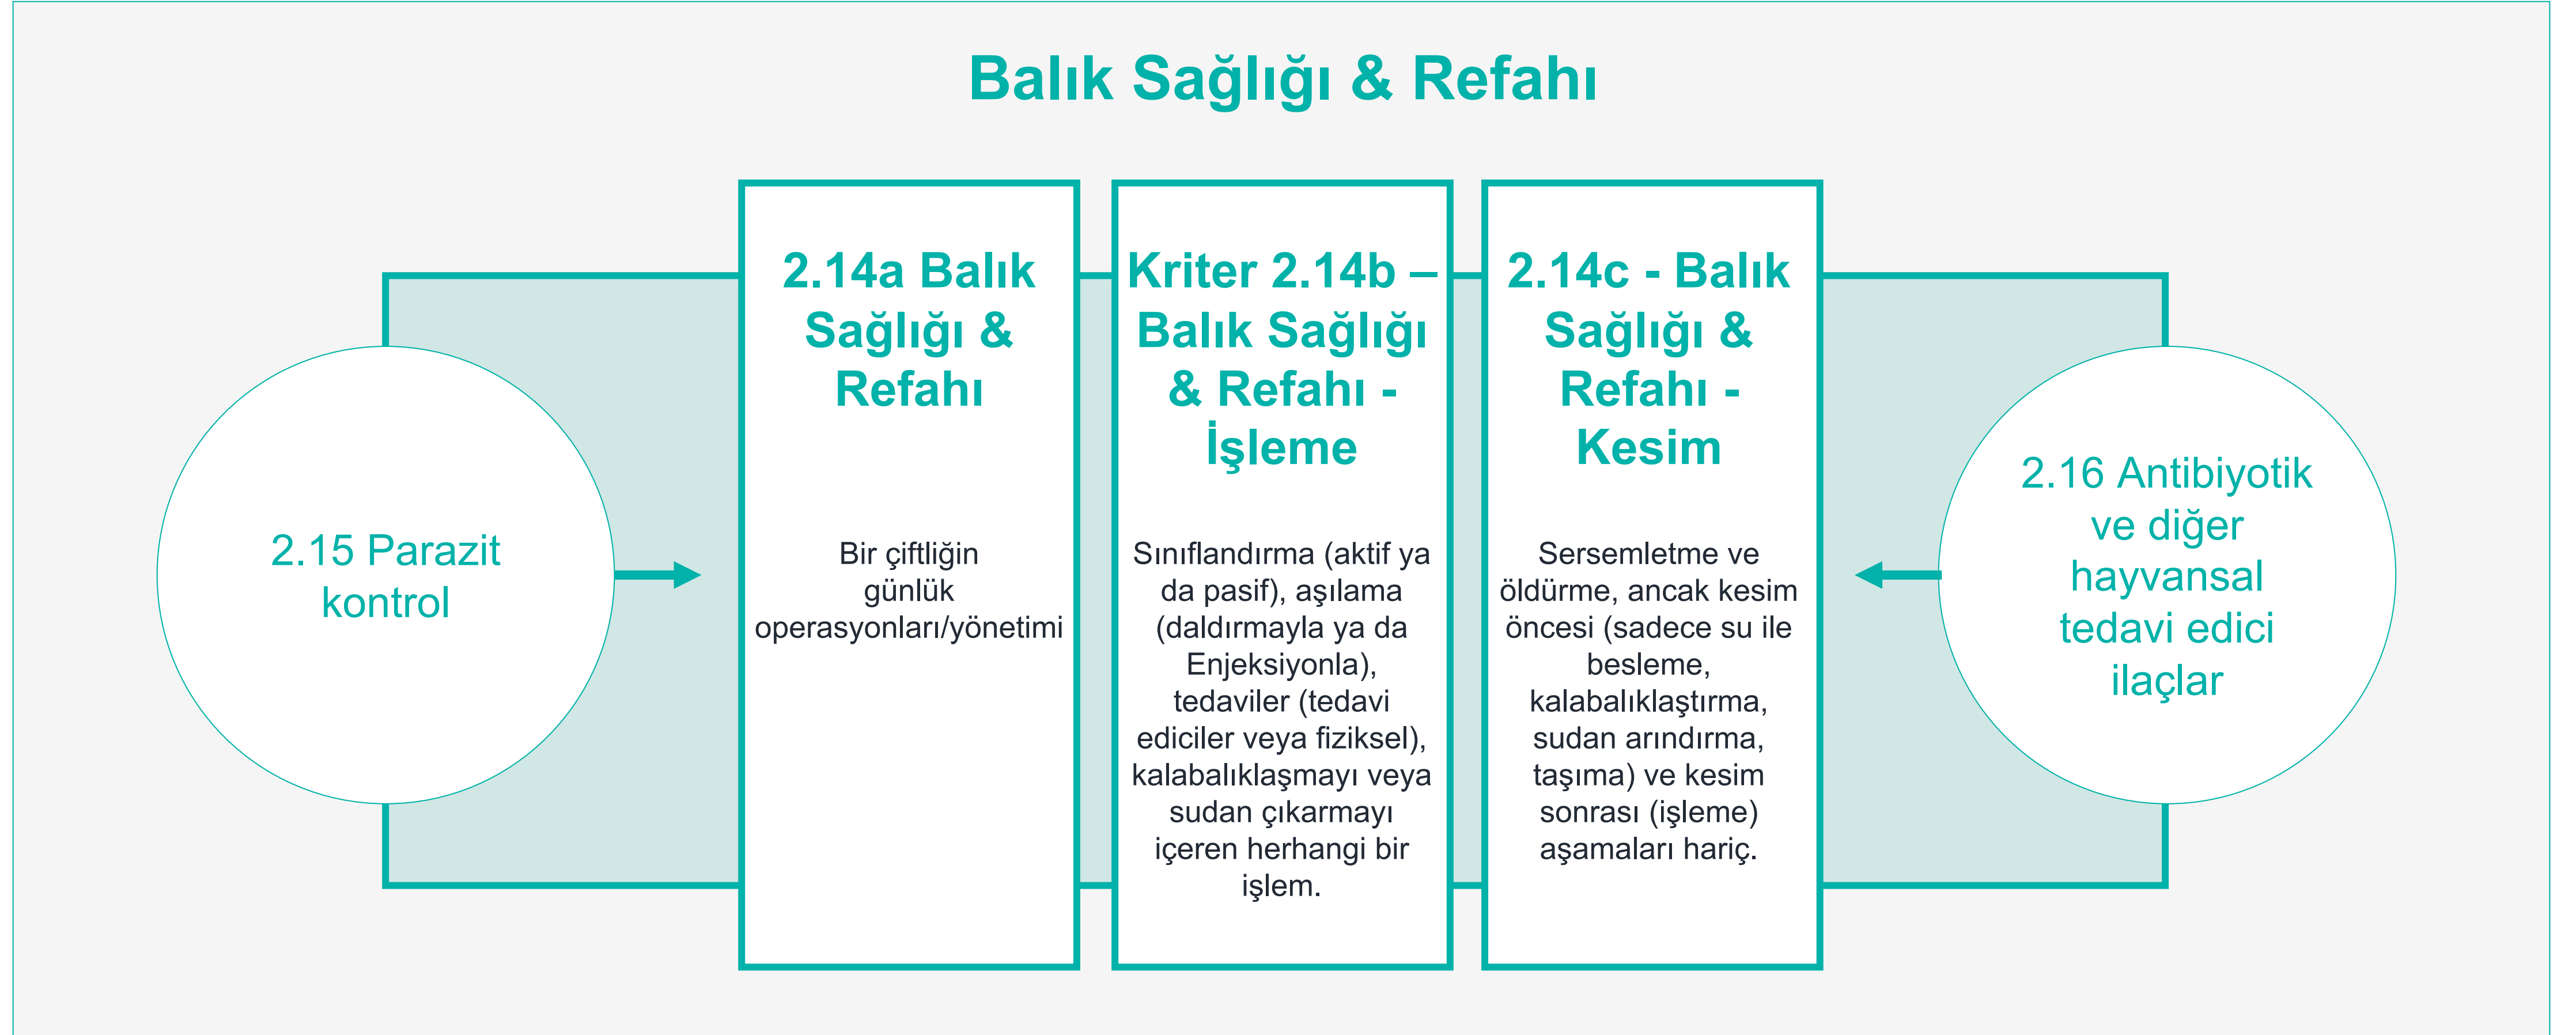 Balık Sağlığı & Refahı
2.15 Parazit
kontrol
2.14a Balık
Sağlığı &
Refahı
Bir çiftliğin
günlük
operasyonları/yönetimi
Kriter 2.14b –
Balık Sağlığı
& Refahı -
İşleme
Sınıflandırma (aktif ya
da pasif), aşılama
(daldırmayla ya da
Enjeksiyonla),
tedaviler (tedavi
ediciler veya fiziksel),
kalabalıklaşmayı veya
sudan çıkarmayı
içeren herhangi bir
işlem.
2.14c - Balık
Sağlığı &
Refahı -
Kesim
Sersemletme ve
öldürme, ancak kesim
öncesi (sadece su ile
besleme,
kalabalıklaştırma,
sudan arındırma,
taşıma) ve kesim
sonrası (işleme)
aşamaları hariç.
2.16 Antibiyotik
ve diğer
hayvansal
tedavi edici
ilaçlar